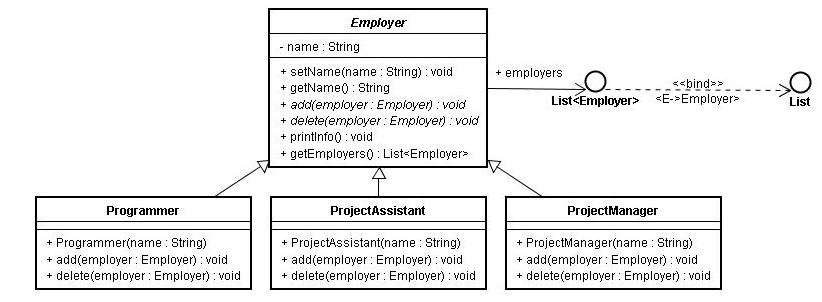 Employer
- name : String
+ setName(name : String) : void
+ getName() : String
+ add(employer : Employer) : void
+ delete(employer : Employer) : void
+ printInfo() : void
+ getEmployers() : List<Employer>
+ employers
List<Employer>
<<bind>>
<E->Employer>
List
Programmer
+ Programmer(name : String)
+ add(employer : Employer) : void
+ delete(employer : Employer) : void
ProjectAssistant
+ ProjectAssistant(name : String)
+ add(employer : Employer) : void
+ delete(employer : Employer) : void
ProjectManager
+ ProjectManager(name : String)
+ add(employer : Employer) : void
+ delete(employer : Employer) : void